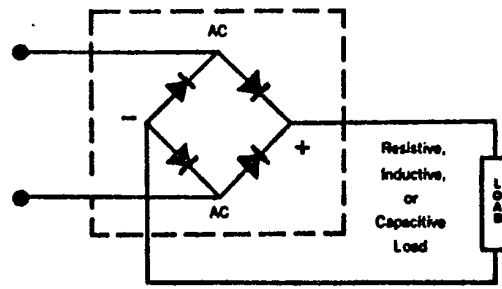 AC
−
+
AC
Resistive,
Inductive,
or
Capacitive
Load
LOAD